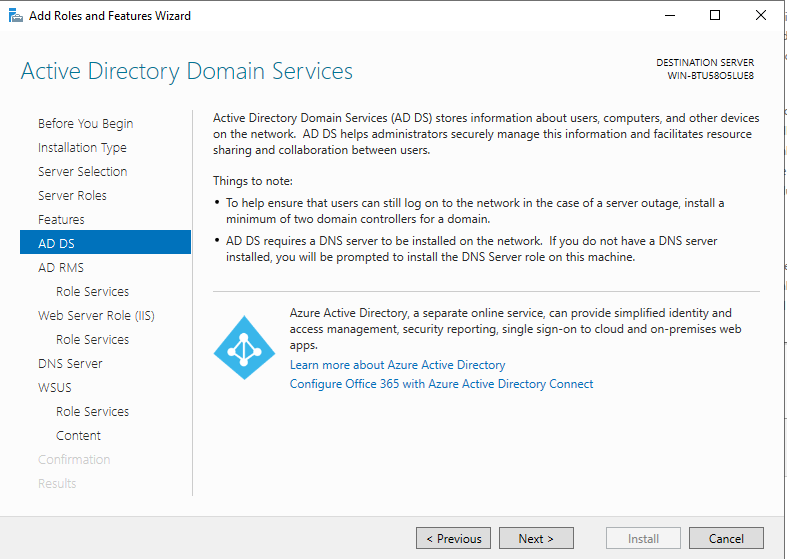 Add Roles and Features Wizard
Active Directory Domain Services
DESTINATION SERVER
WIN-BTU58O5LUE8
Before You Begin
Installation Type
Server Selection
Server Roles
Features
AD DS
AD RMS
Role Services
Web Server Role (IIS)
Role Services
DNS Server
WSUS
Role Services
Content
Confirmation
Results
Active Directory Domain Services (AD DS) stores information about users, computers, and other devices
on the network.  AD DS helps administrators securely manage this information and facilitates resource
sharing and collaboration between users.
Things to note:
• To help ensure that users can still log on to the network in the case of a server outage, install a
minimum of two domain controllers for a domain.
• AD DS requires a DNS server to be installed on the network.  If you do not have a DNS server
installed, you will be prompted to install the DNS Server role on this machine.
Azure Active Directory, a separate online service, can provide simplified identity and
access management, security reporting, single sign-on to cloud and on-premises web
apps.
Learn more about Azure Active Directory
Configure Office 365 with Azure Active Directory Connect
< Previous
Next >
Install
Cancel